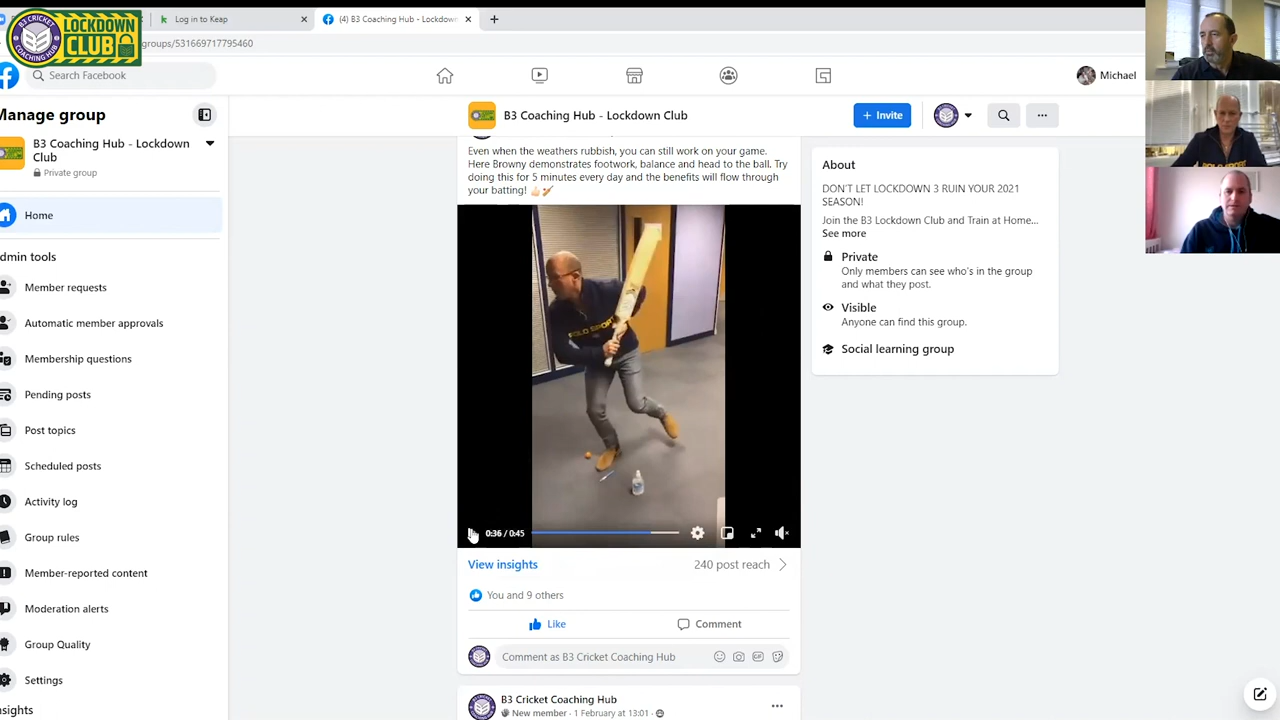 Log in to Keap
(4) B3 Coaching Hub - Lockdown
B3 CRICKET
COACHING HUB
LOCKDOWN
CLUB
groups/531669717795460
Search Facebook
Michael
Manage group
B3 Coaching Hub - Lockdown
Club
Private group
Home
dmin tools
Member requests
Automatic member approvals
Membership questions
Pending posts
Post topics
Scheduled posts
Activity log
Group rules
Member-reported content
Moderation alerts
Group Quality
Settings
nsights
B3 Coaching Hub - Lockdown Club
+ Invite
Even when the weathers rubbish, you can still work on your game.
Here Browny demonstrates footwork, balance and head to the ball. Try
doing this for 5 minutes every day and the benefits will flow through
your batting!
POLO SPORT
0:36 / 0:45
View insights
240 post reach
You and 9 others
Like
Comment
Comment as B3 Cricket Coaching Hub
B3 Cricket Coaching Hub
New member · 1 February at 13:01 ·
About
DON'T LET LOCKDOWN 3 RUIN YOUR 2021
SEASON!
Join the B3 Lockdown Club and Train at Home...
See more
Private
Only members can see who's in the group
and what they post.
Visible
Anyone can find this group.
Social learning group
POLO SPORT